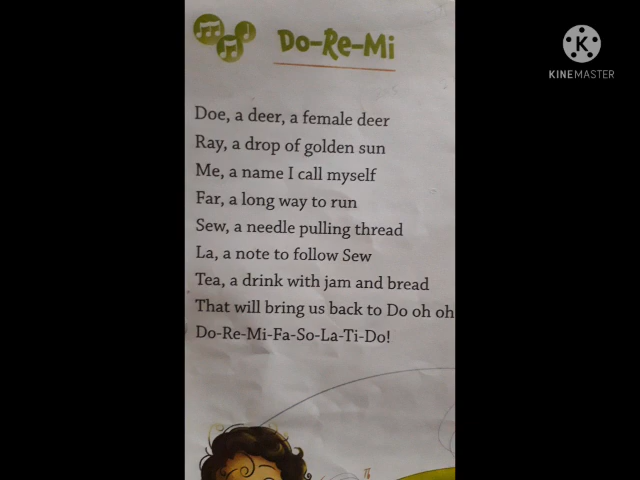 Do-Re-Mi
KINEMASTER
Doe, a deer, a female deer
Ray, a drop of golden sun
Me, a name I call myself
Far, a long way to run
Sew, a needle pulling thread
La, a note to follow Sew
Tea, a drink with jam and bread
That will bring us back to Do oh oh
Do-Re-Mi-Fa-So-La-Ti-Do!